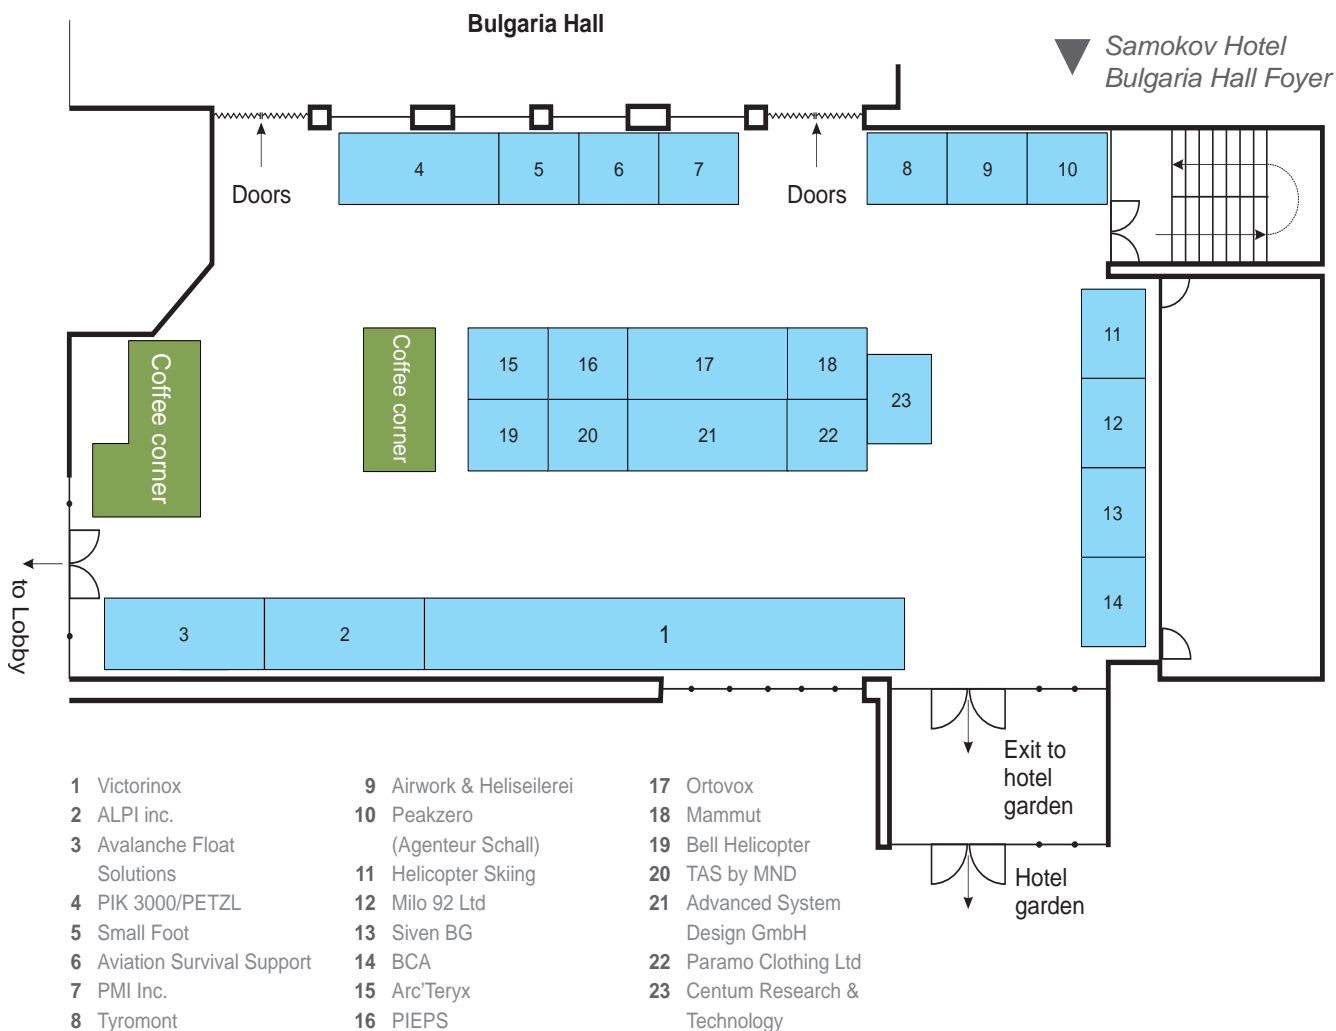 Bulgaria Hall
Samokov Hotel
Bulgaria Hall Foyer
4
5
6
7
8
9
10
Doors
Doors
11
12
13
14
15
16
17
18
19
20
21
22
23
Coffee corner
Coffee corner
to Lobby
3
2
1
Exit to
hotel
garden
Hotel
garden
1 Victorinox
2 ALPI inc.
3 Avalanche Float
Solutions
4 PIK 3000/PETZL
5 Small Foot
6 Aviation Survival Support
7 PMI Inc.
8 Tyromont
9 Airwork & Heliseilerei
10 Peakzero
(Agenteur Schall)
11 Helicopter Skiing
12 Milo 92 Ltd
13 Siven BG
14 BCA
15 Arc'Teryx
16 PIEPS
17 Ortovox
18 Mammut
19 Bell Helicopter
20 TAS by MND
21 Advanced System
Design GmbH
22 Paramo Clothing Ltd
23 Centum Research &
Technology